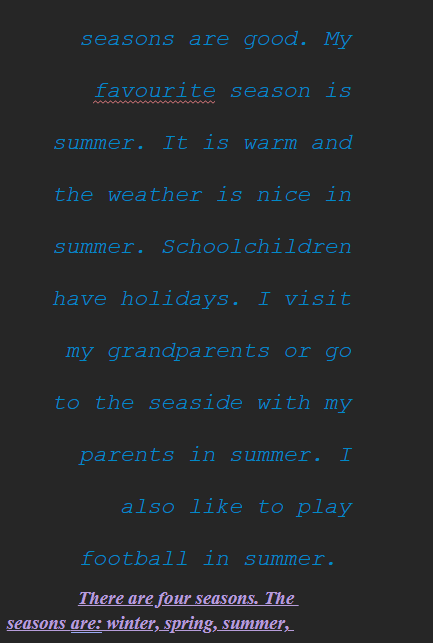 seasons are good. My
favourite season is
summer. It is warm and
the weather is nice in
summer. Schoolchildren
have holidays. I visit
my grandparents or go
to the seaside with my
parents in summer. I
also like to play
football in summer.
There are four seasons. The
seasons are: winter, spring, summer,